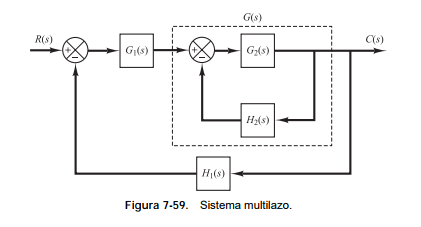 G(s)
R(s)
C(s)
+
−
G₁(s)
+
−
G₂(s)
H₂(s)
H₁(s)
Figura 7-59. Sistema multilazo.